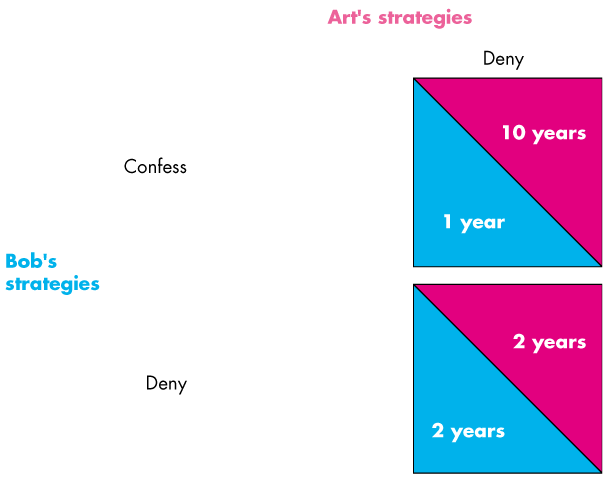 Art's strategies
Deny
Confess
10 years
1 year
Bob's
strategies
Deny
2 years
2 years